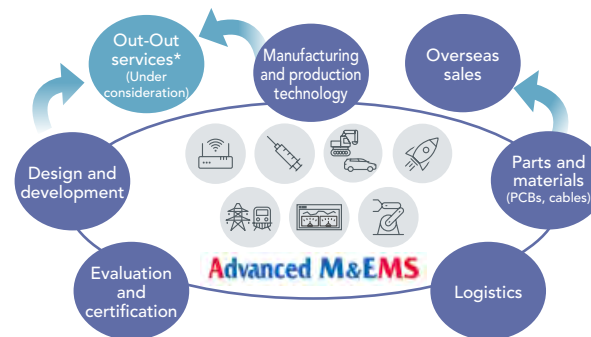 Out-Out
services*
(Under
consideration)
Manufacturing
and production
technology
Overseas
sales
Design and
development
Parts and
materials
(PCBs, cables)
Evaluation
and
certification
Advanced M&EMS
Logistics